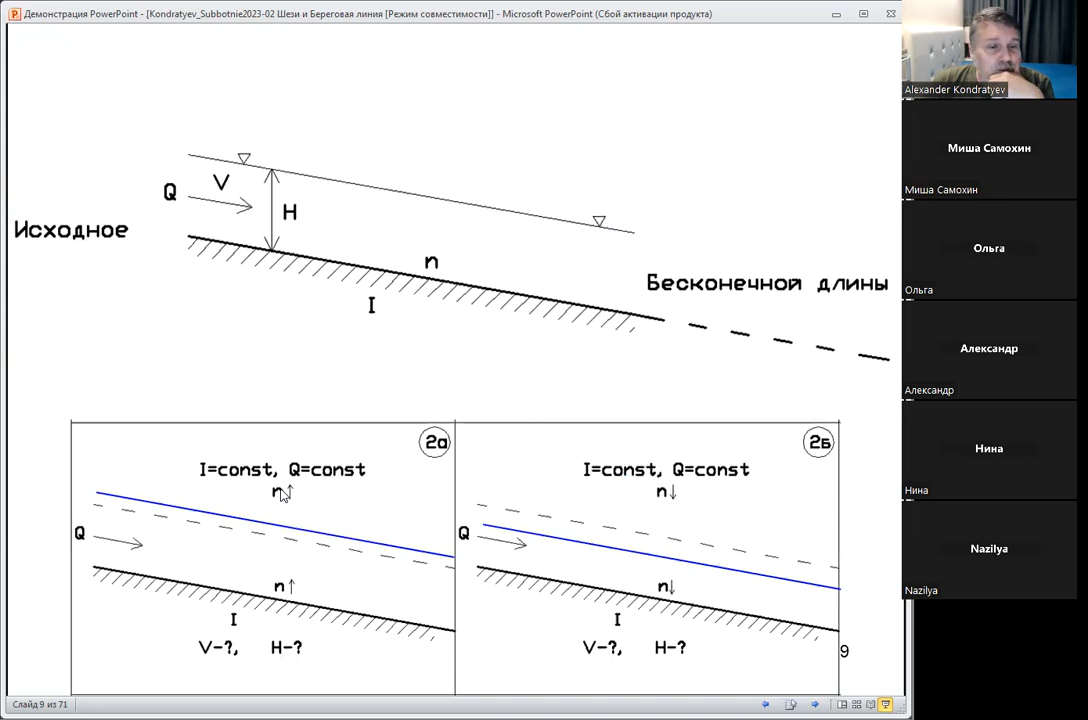 Демонстрация PowerPoint - [Kondratyev_Subbotnie2023-02 Шези и Береговая линия [Режим совместимости]] - Microsoft PowerPoint (Сбой активации продукта)
Alexander Kondratyev
Миша Самохин
Миша Самохин
Ольга
Ольга
Александр
Александр
Нина
Нина
Nazilya
Nazilya
Q
V
H
Исходное
n
I
Бесконечной длины
2а
I=const, Q=const
n↑
Q
n↑
I
V-?, H-?
2б
I=const, Q=const
n↓
Q
n↓
I
V-?, H-?
9
Слайд 9 из 71